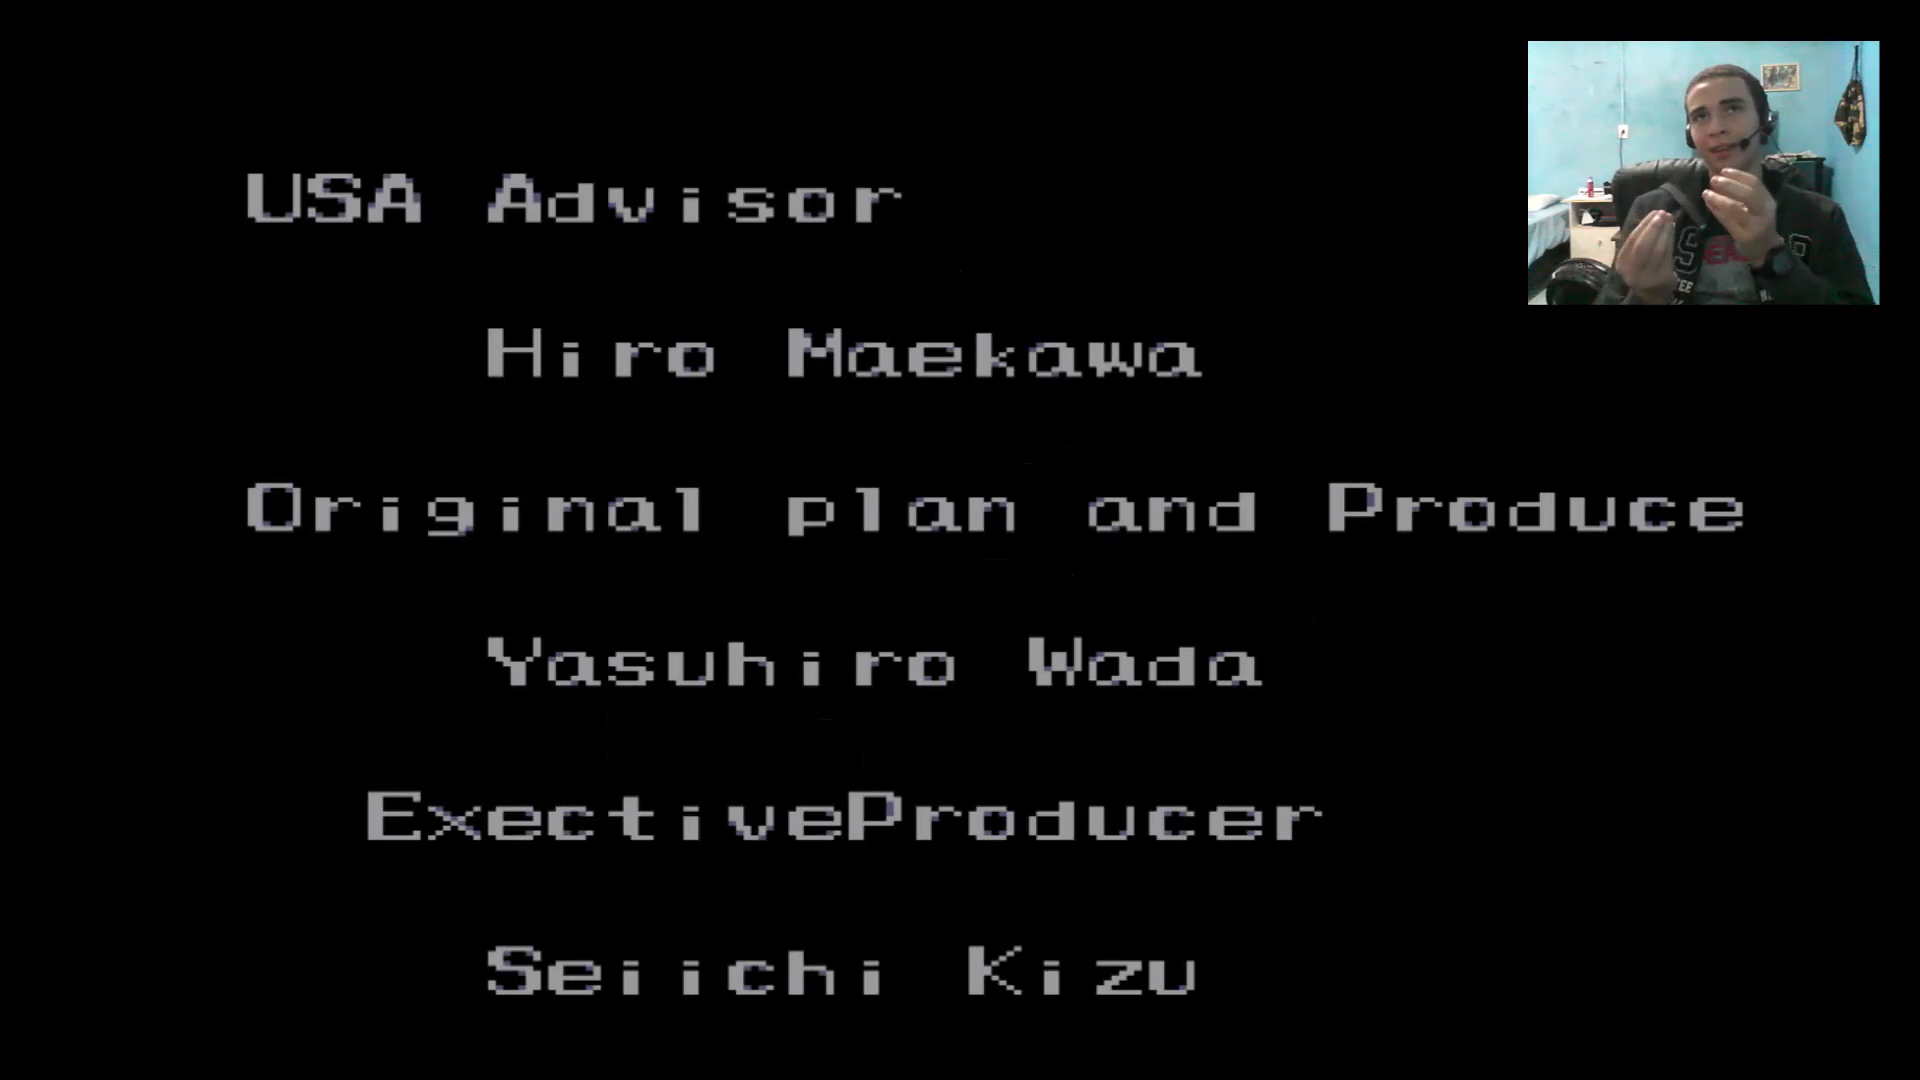 USA Advisor
Hiro Maekawa
Original plan and Produce
Yasuhiro Wada
ExectiveProducer
Seiichi Kizu